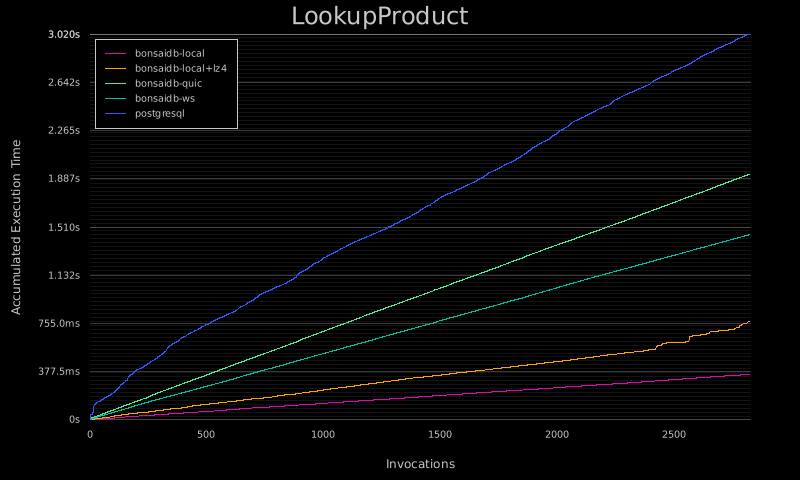 LookupProduct
3.020s
2.642s
2.265s
1.887s
1.510s
1.132s
755.0ms
377.5ms
0s
Accumulated Execution Time
bonsaidb-local
bonsaidb-local+lz4
bonsaidb-quic
bonsaidb-ws
postgresql
0 500 1000 1500 2000 2500
Invocations